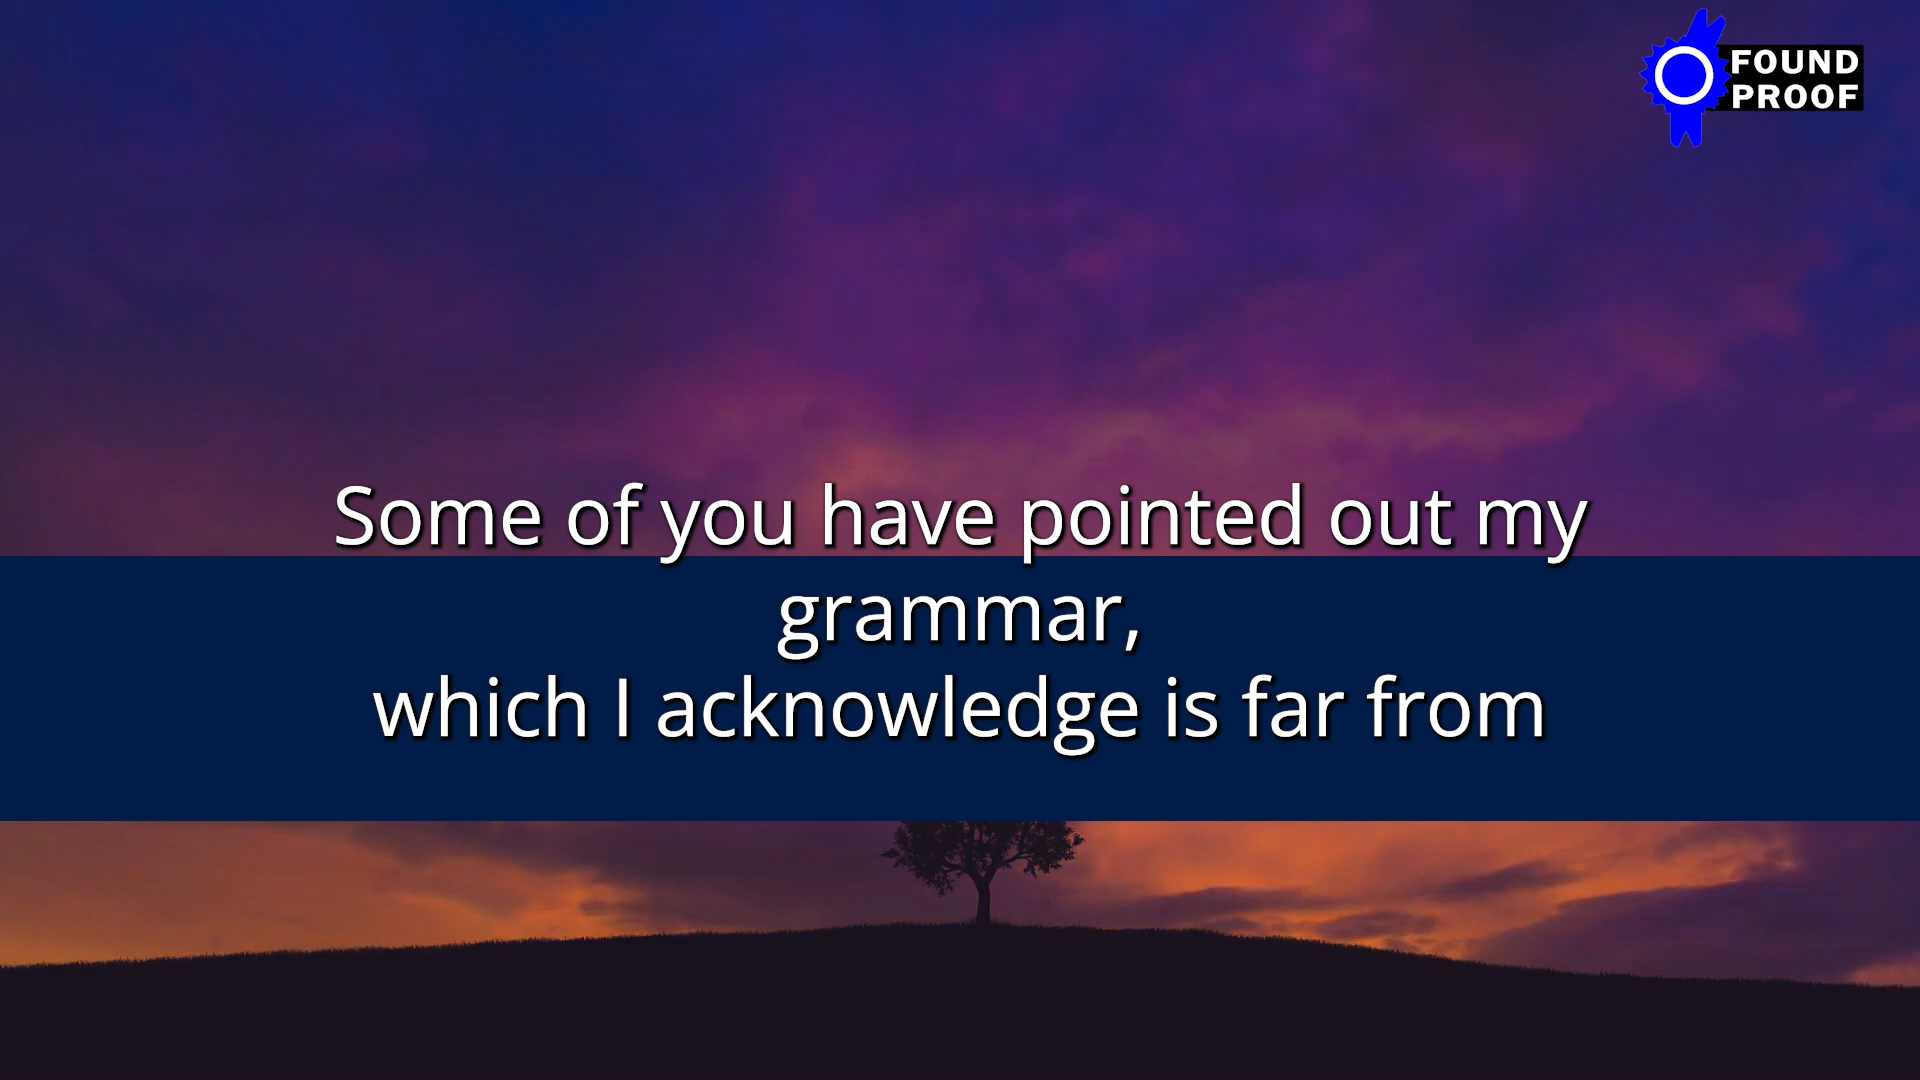 FOUND
PROOF
Some of you have pointed out my
grammar,
which I acknowledge is far from